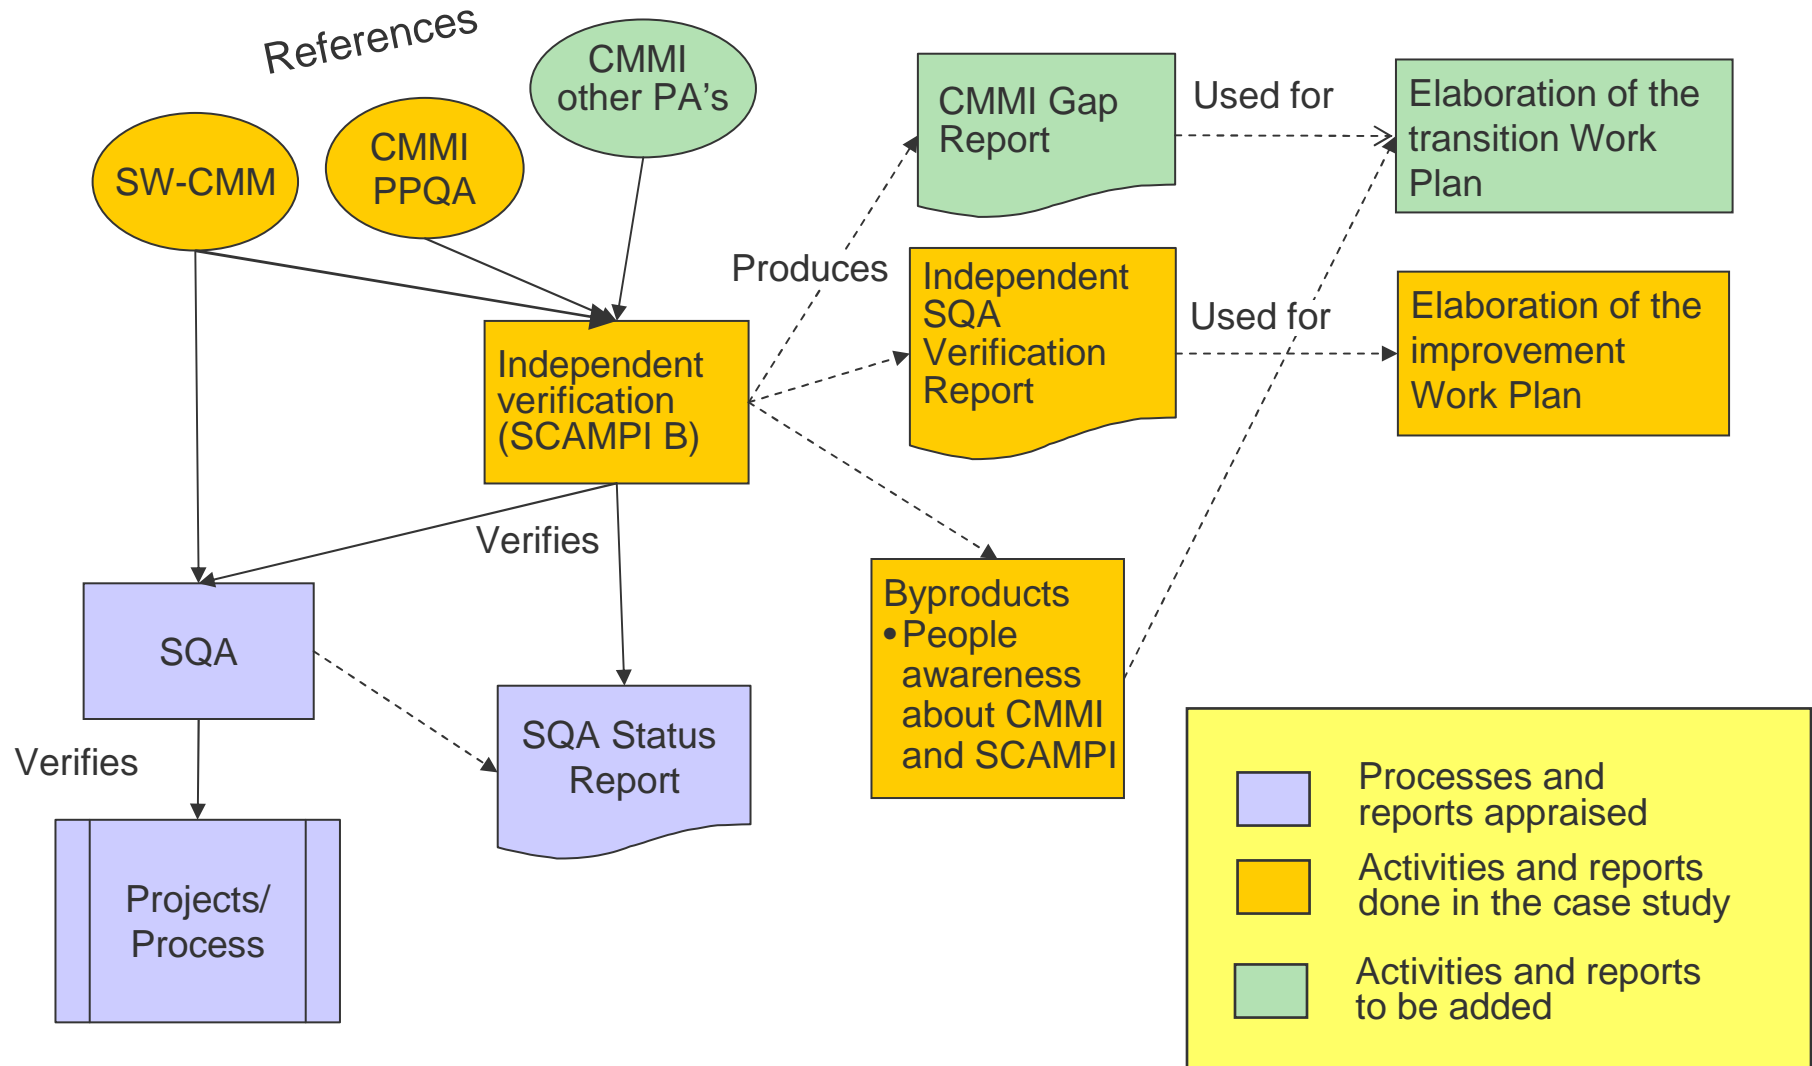 References
CMMI
other PA's
SW-CMM
CMMI
PPQA
CMMI Gap
Report
Used for
Elaboration of the
transition Work
Plan
Produces
Independent
SQA
Verification
Report
Used for
Elaboration of the
improvement
Work Plan
Independent
verification
(SCAMPI B)
Verifies
SQA
Verifies
SQA Status
Report
Projects/
Process
Byproducts
•People
awareness
about CMMI
and SCAMPI
Processes and
reports appraised
Activities and reports
done in the case study
Activities and reports
to be added